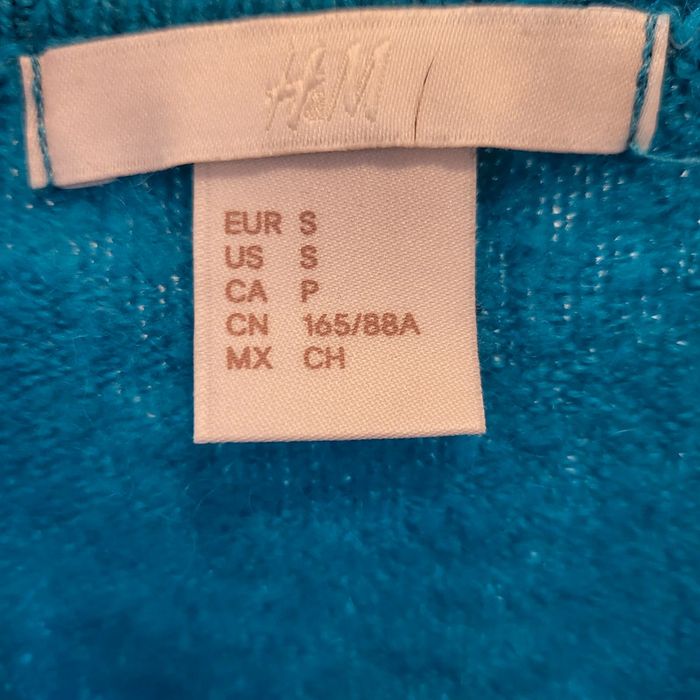 H&M
EUR S
US S
CA P
CN 165/88A
MX CH